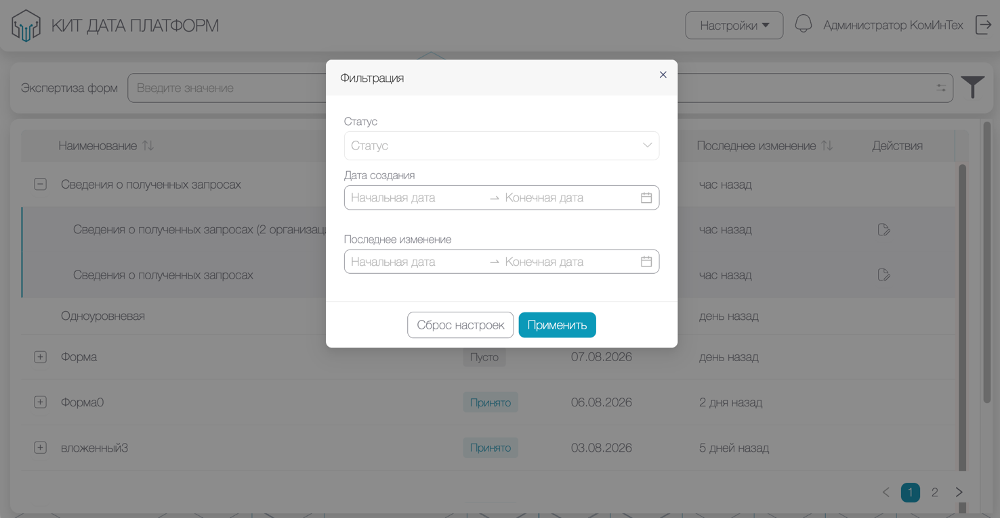 КИТ ДАТА ПЛАТФОРМ
Настройки
Администратор КомИнТех
Экспертиза форм
Введите значение
Фильтрация
Статус
Статус
Дата создания
Начальная дата → Конечная дата
Последнее изменение
Начальная дата → Конечная дата
Сброс настроек
Применить
Наименование
Последнее изменение
Действия
Сведения о полученных запросах
час назад
Сведения о полученных запросах (2 организаци
час назад
Сведения о полученных запросах
час назад
Одноуровневая
день назад
Форма
Пусто
07.08.2026
день назад
Форма0
Принято
06.08.2026
2 дня назад
вложенный3
Принято
03.08.2026
5 дней назад
1
2